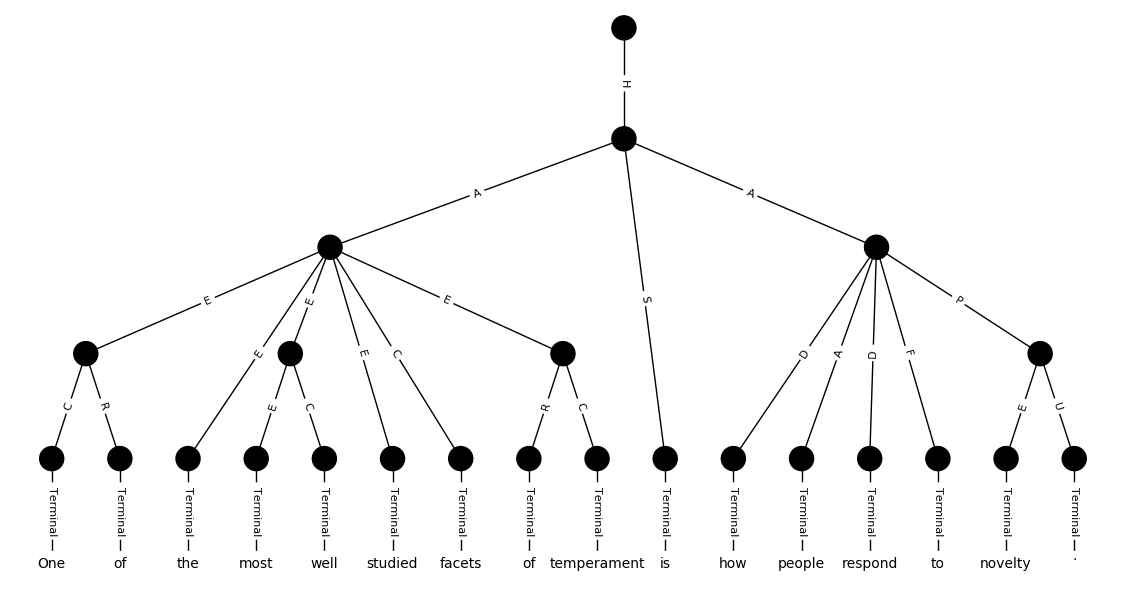 H
A A
E E E P
E E C S D A D F
C R E C R C E U
Terminal Terminal Terminal Terminal Terminal Terminal Terminal Terminal Terminal Terminal Terminal Terminal Terminal Terminal Terminal Terminal
One of the most well studied facets of temperament is how people respond to novelty .